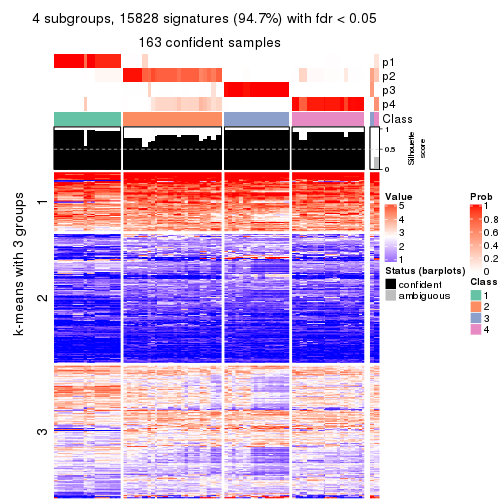 4 subgroups, 15828 signatures (94.7%) with fdr < 0.05
163 confident samples
p1
p2
p3
p4
Class
1
0.5
0
Silhouette
score
k-means with 3 groups
1
2
3
Value
5
4
3
2
1
Status (barplots)
confident
ambiguous
Prob
1
0.8
0.6
0.4
0.2
0
Class
1
2
3
4